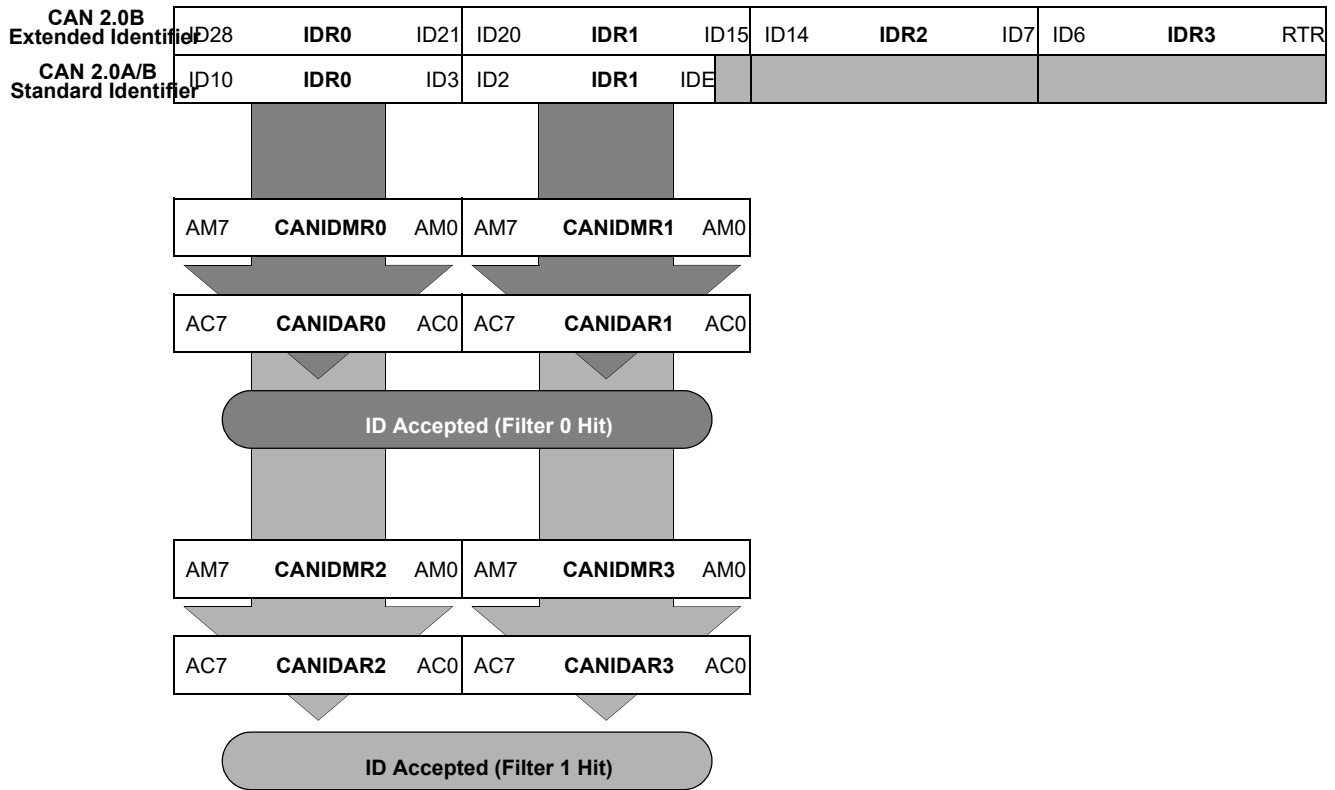 CAN 2.0B
Extended Identifier ID28 IDR0 ID21 ID20 IDR1 ID15 ID14 IDR2 ID7 ID6 IDR3 RTR
CAN 2.0A/B
Standard Identifier ID10 IDR0 ID3 ID2 IDR1 IDE
AM7 CANIDMR0 AM0 AM7 CANIDMR1 AM0
AC7 CANIDAR0 AC0 AC7 CANIDAR1 AC0
ID Accepted (Filter 0 Hit)
AM7 CANIDMR2 AM0 AM7 CANIDMR3 AM0
AC7 CANIDAR2 AC0 AC7 CANIDAR3 AC0
ID Accepted (Filter 1 Hit)